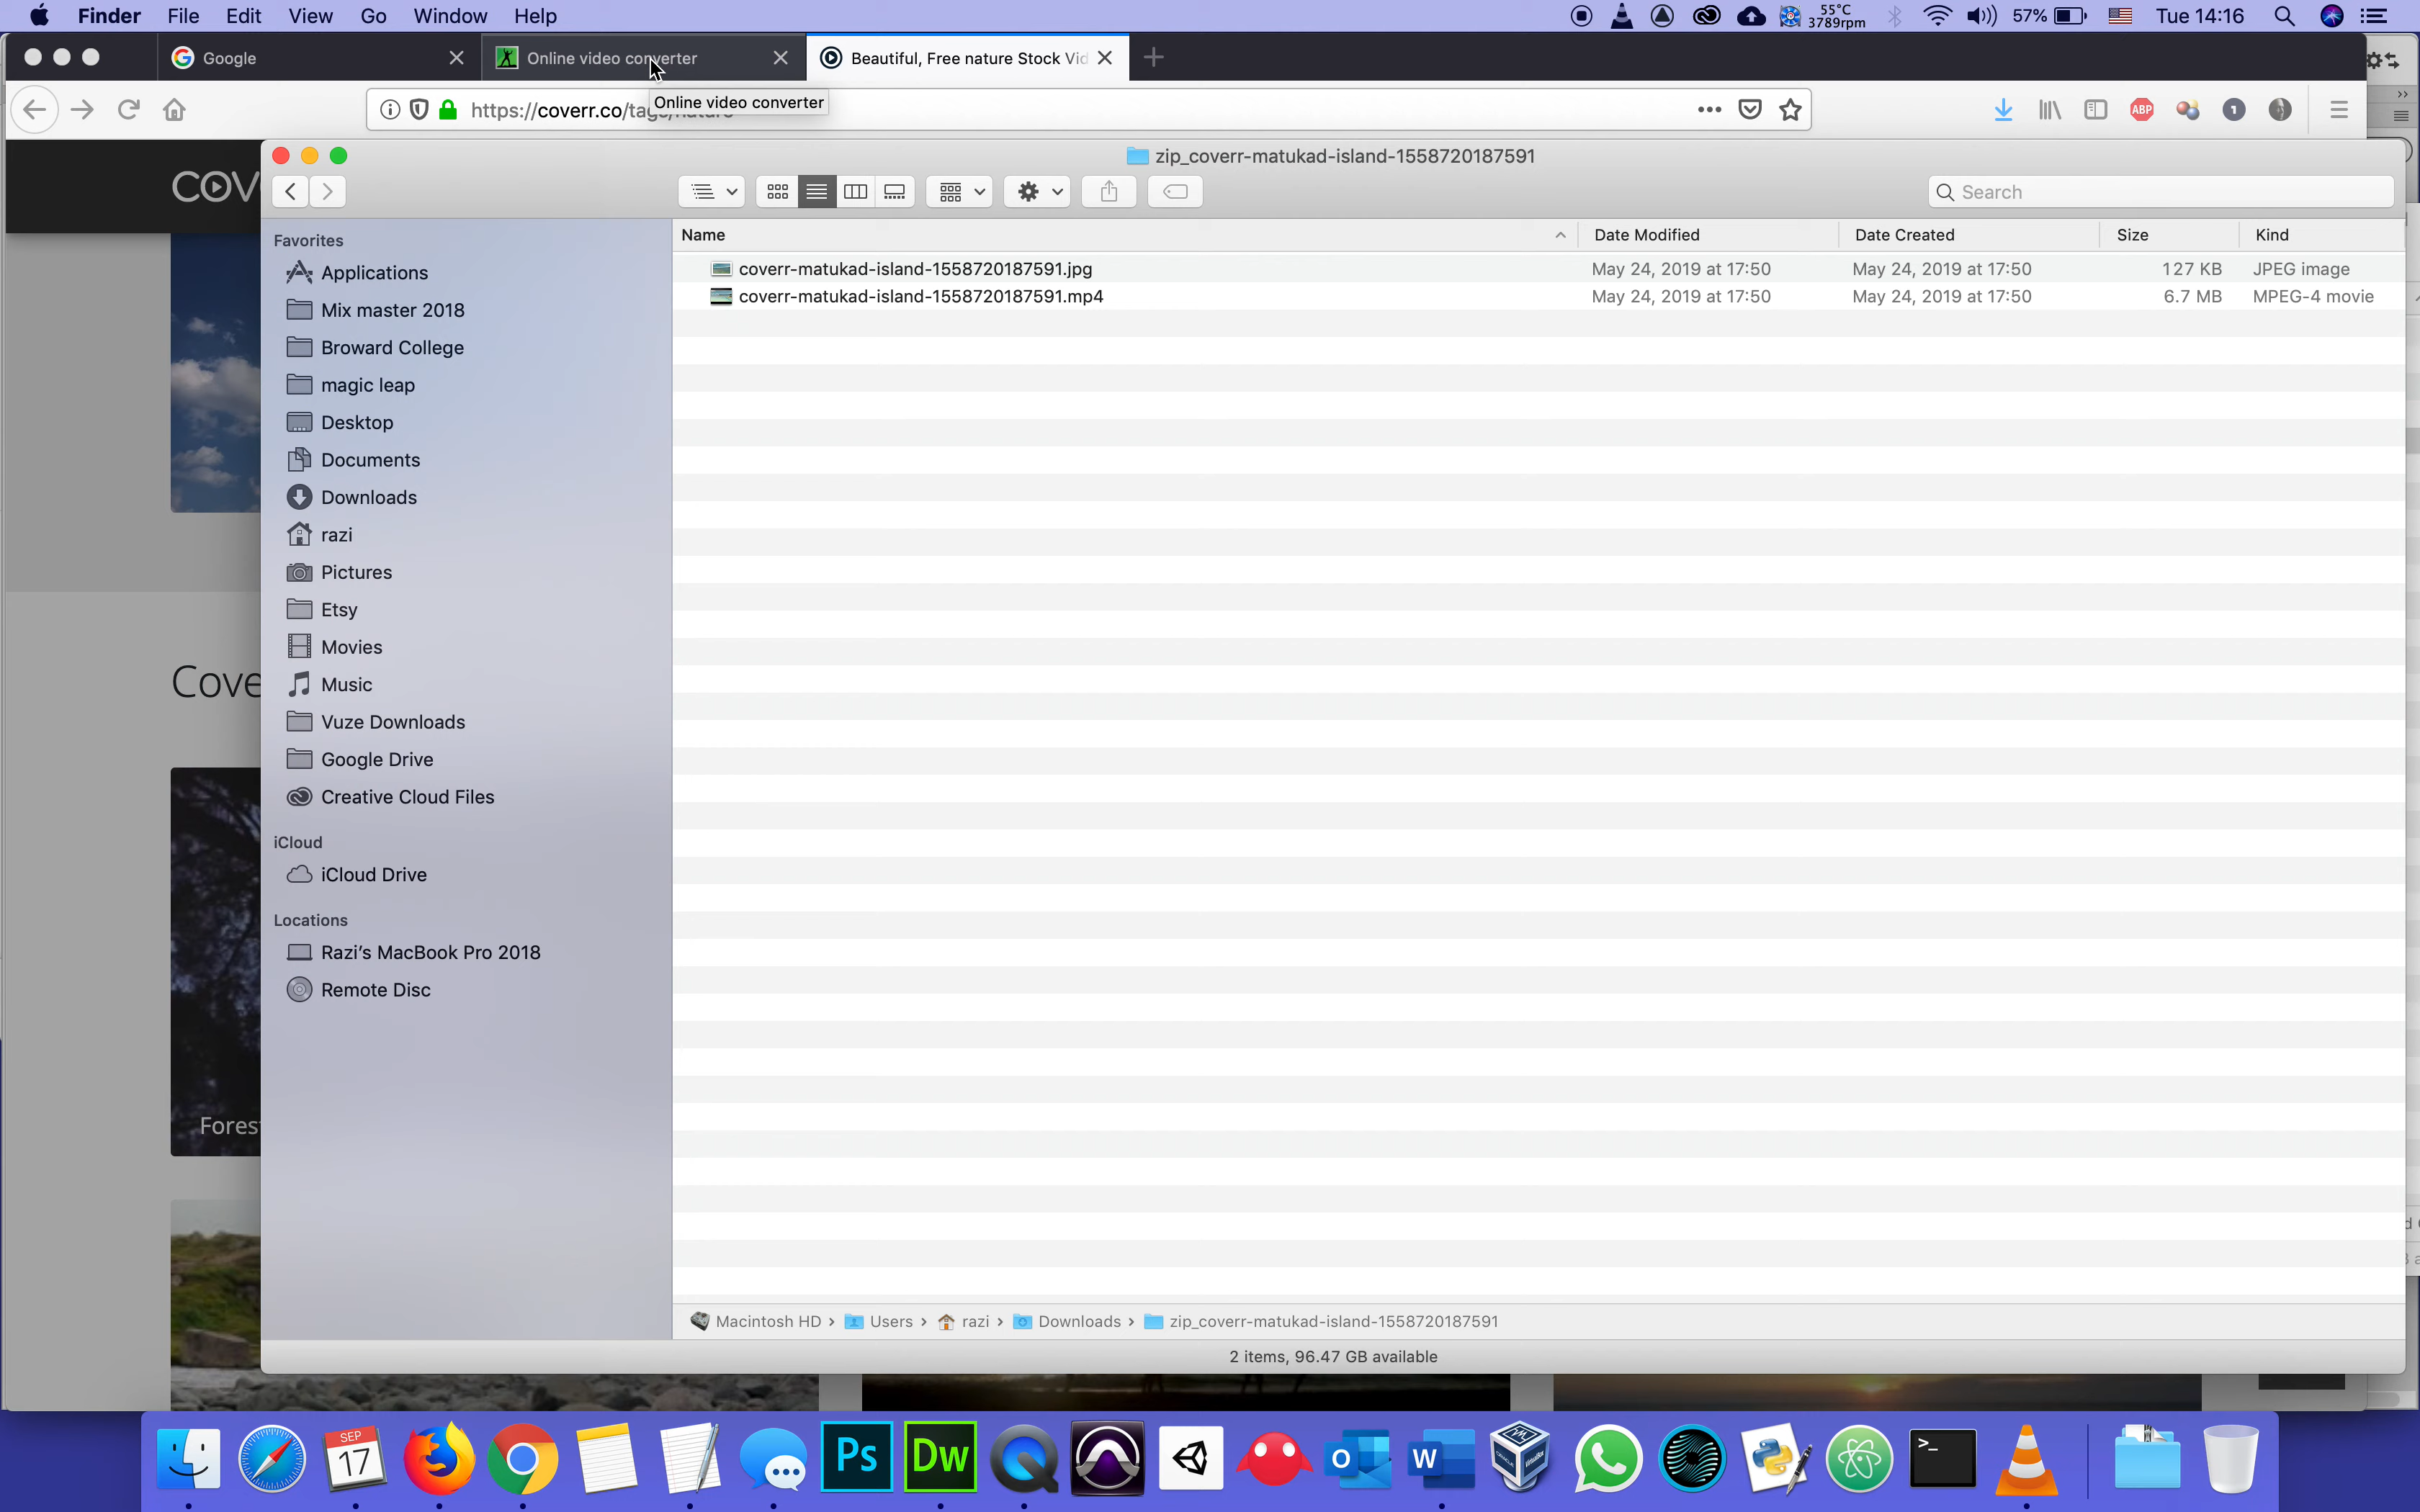 Finder File Edit View Go Window Help 55°C 3789rpm 57% Tue 14:16
Google Online video converter Beautiful, Free nature Stock Vid
https://coverr.co/tags/nature ABP 1
Online video converter
COV
zip_coverr-matukad-island-1558720187591
Search
Favorites
Applications
Mix master 2018
Broward College
magic leap
Desktop
Documents
Downloads
razi
Pictures
Etsy
Movies
Music
Vuze Downloads
Google Drive
Creative Cloud Files
iCloud
iCloud Drive
Locations
Razi's MacBook Pro 2018
Remote Disc
Name Date Modified Date Created Size Kind
coverr-matukad-island-1558720187591.jpg May 24, 2019 at 17:50 May 24, 2019 at 17:50 127 KB JPEG image
coverr-matukad-island-1558720187591.mp4 May 24, 2019 at 17:50 May 24, 2019 at 17:50 6.7 MB MPEG-4 movie
Cove
Fores
Macintosh HD › Users › razi › Downloads › zip_coverr-matukad-island-1558720187591
2 items, 96.47 GB available
SEP
17
Ps Dw O W >_